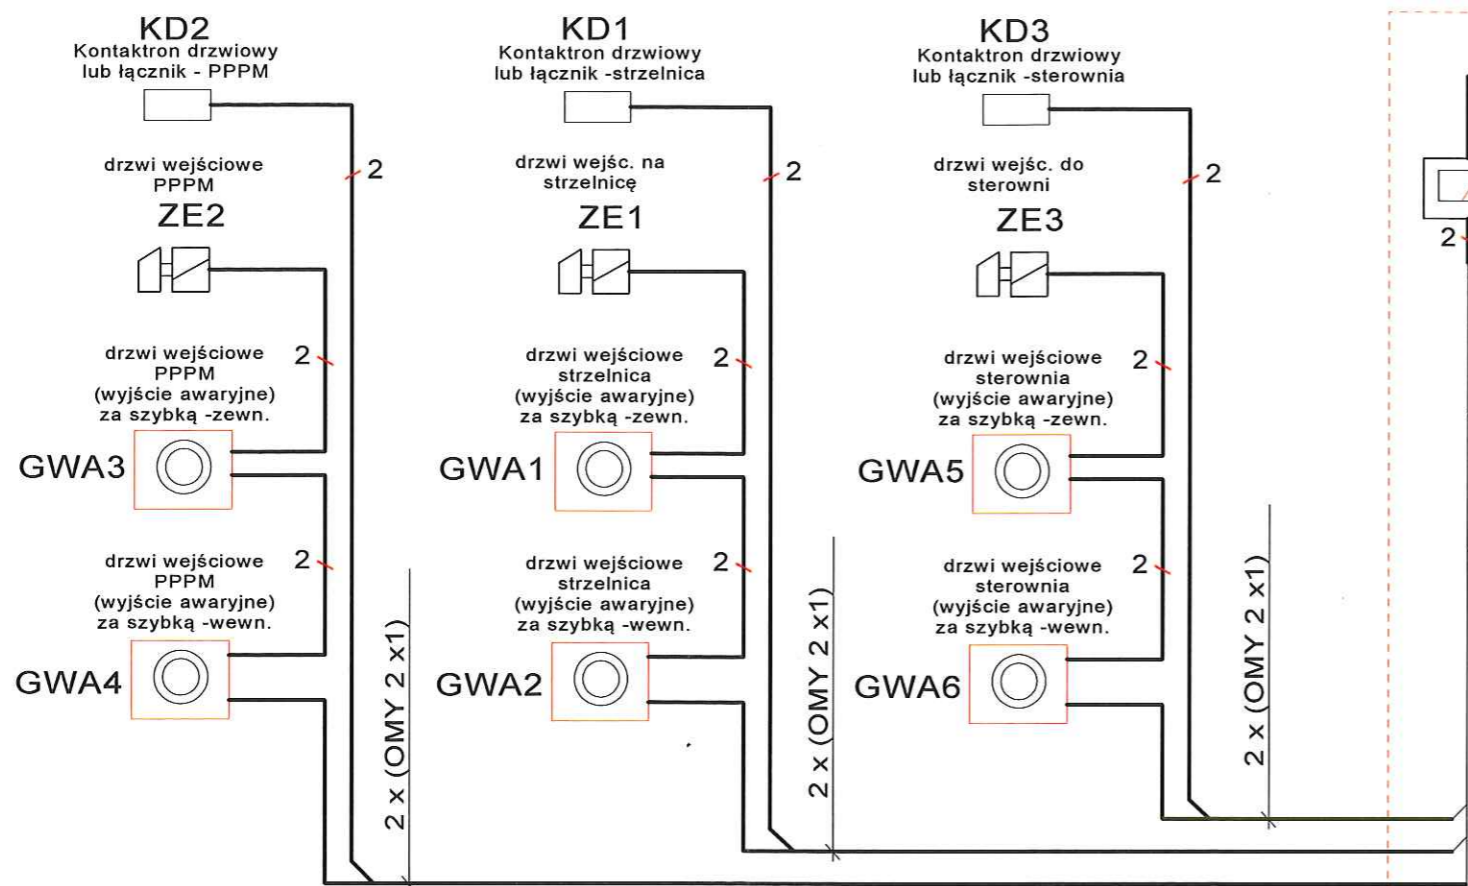 KD2
Kontaktron drzwiowy
lub łącznik - PPPM
2
drzwi wejściowe
PPPM
ZE2
drzwi wejściowe
PPPM
(wyjście awaryjne)
za szybką -zewn.
2
GWA3
drzwi wejściowe
PPPM
(wyjście awaryjne)
za szybką -wewn.
2
GWA4
2 x (OMY 2 x1)
KD1
Kontaktron drzwiowy
lub łącznik -strzelnica
2
drzwi wejśc. na
strzelnicę
ZE1
drzwi wejściowe
strzelnica
(wyjście awaryjne)
za szybką -zewn.
2
GWA1
drzwi wejściowe
strzelnica
(wyjście awaryjne)
za szybką -wewn.
2
GWA2
2 x (OMY 2 x1)
KD3
Kontaktron drzwiowy
lub łącznik -sterownia
2
drzwi wejśc. do
sterowni
ZE3
drzwi wejściowe
sterownia
(wyjście awaryjne)
za szybką -zewn.
2
GWA5
drzwi wejściowe
sterownia
(wyjście awaryjne)
za szybką -wewn.
2
GWA6
2 x (OMY 2 x1)
2